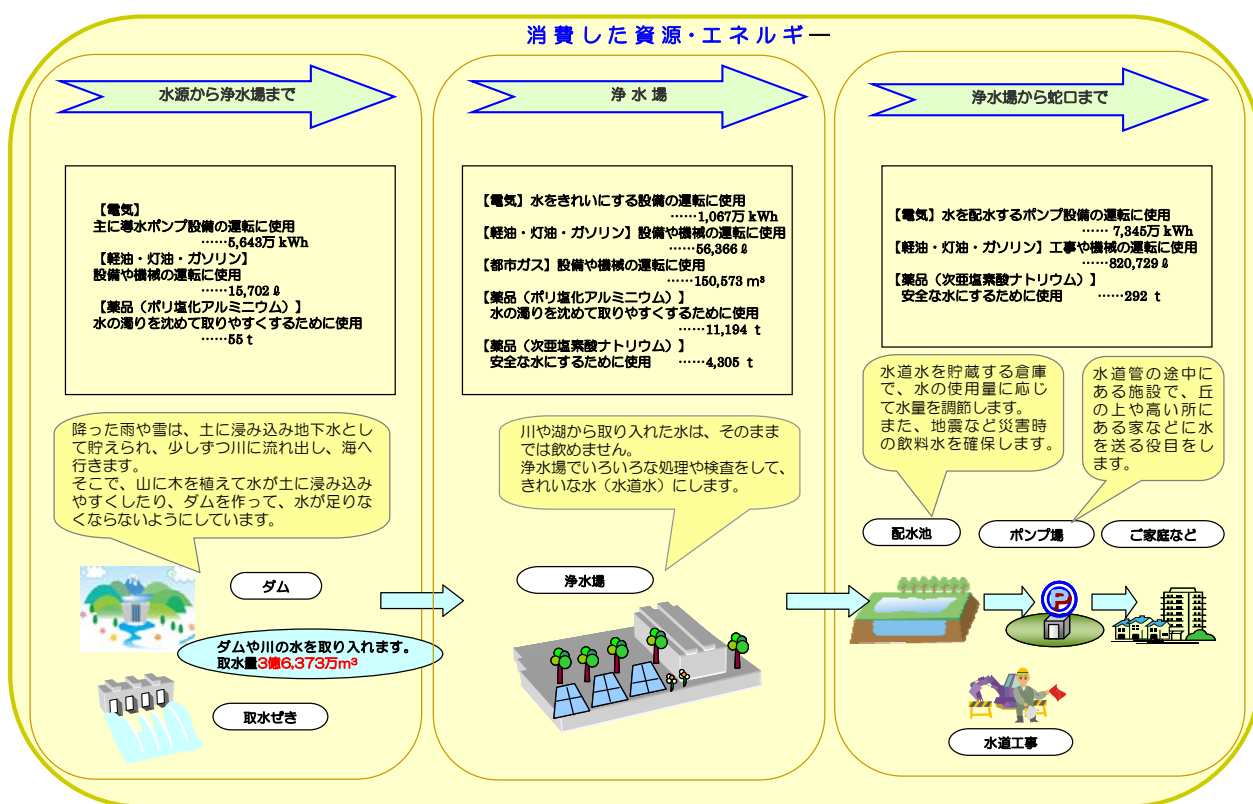 消費した資源・エネルギー
水源から浄水場まで
【電気】
主に導水ポンプ設備の運転に使用
……5,643万 kWh
【軽油・灯油・ガソリン】
設備や機械の運転に使用
……15,702 ℓ
【薬品（ポリ塩化アルミニウム）】
水の濁りを沈めて取りやすくするために使用
……55 t
降った雨や雪は、土に浸み込み地下水とし
て貯えられ、少しずつ川に流れ出し、海へ
行きます。
そこで、山に木を植えて水が土に浸み込み
やすくしたり、ダムを作って、水が足りな
くならないようにしています。
ダム
ダムや川の水を取り入れます。
取水量3億6,373万m³
取水ぜき
浄 水 場
【電気】水をきれいにする設備の運転に使用
……1,067万 kWh
【軽油・灯油・ガソリン】設備や機械の運転に使用
……56,366 ℓ
【都市ガス】設備や機械の運転に使用
……150,573 m³
【薬品（ポリ塩化アルミニウム）】
水の濁りを沈めて取りやすくするために使用
……11,194 t
【薬品（次亜塩素酸ナトリウム）】
安全な水にするために使用 ……4,305 t
川や湖から取り入れた水は、そのまま
では飲めません。
浄水場でいろいろな処理や検査をして、
きれいな水（水道水）にします。
浄水場
浄水場から蛇口まで
【電気】水を配水するポンプ設備の運転に使用
…… 7,345万 kWh
【軽油・灯油・ガソリン】工事や機械の運転に使用
……820,729 ℓ
【薬品（次亜塩素酸ナトリウム）】
安全な水にするために使用 ……292 t
水道水を貯蔵する倉庫
で、水の使用量に応じ
て水量を調節します。
また、地震など災害時
の飲料水を確保します。
水道管の途中に
ある施設で、丘
の上や高い所に
ある家などに水
を送る役目をし
ます。
配水池
ポンプ場
ご家庭など
P
水道工事